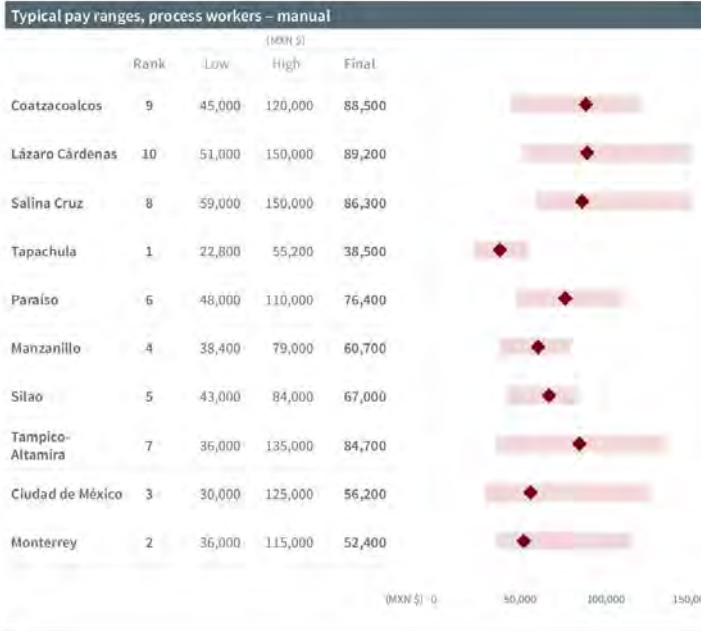 Typical pay ranges, process workers – manual
(MXN $)
Rank Low High Final
Coatzacoalcos 9 45,000 120,000 88,500
Lázaro Cárdenas 10 51,000 150,000 89,200
Salina Cruz 8 59,000 150,000 86,300
Tapachula 1 22,800 55,200 38,500
Paraíso 6 48,000 110,000 76,400
Manzanillo 4 38,400 79,000 60,700
Silao 5 43,000 84,000 67,000
Tampico-
Altamira 7 36,000 135,000 84,700
Ciudad de México 3 30,000 125,000 56,200
Monterrey 2 36,000 115,000 52,400
(MXN $) 0 50,000 100,000 150,00